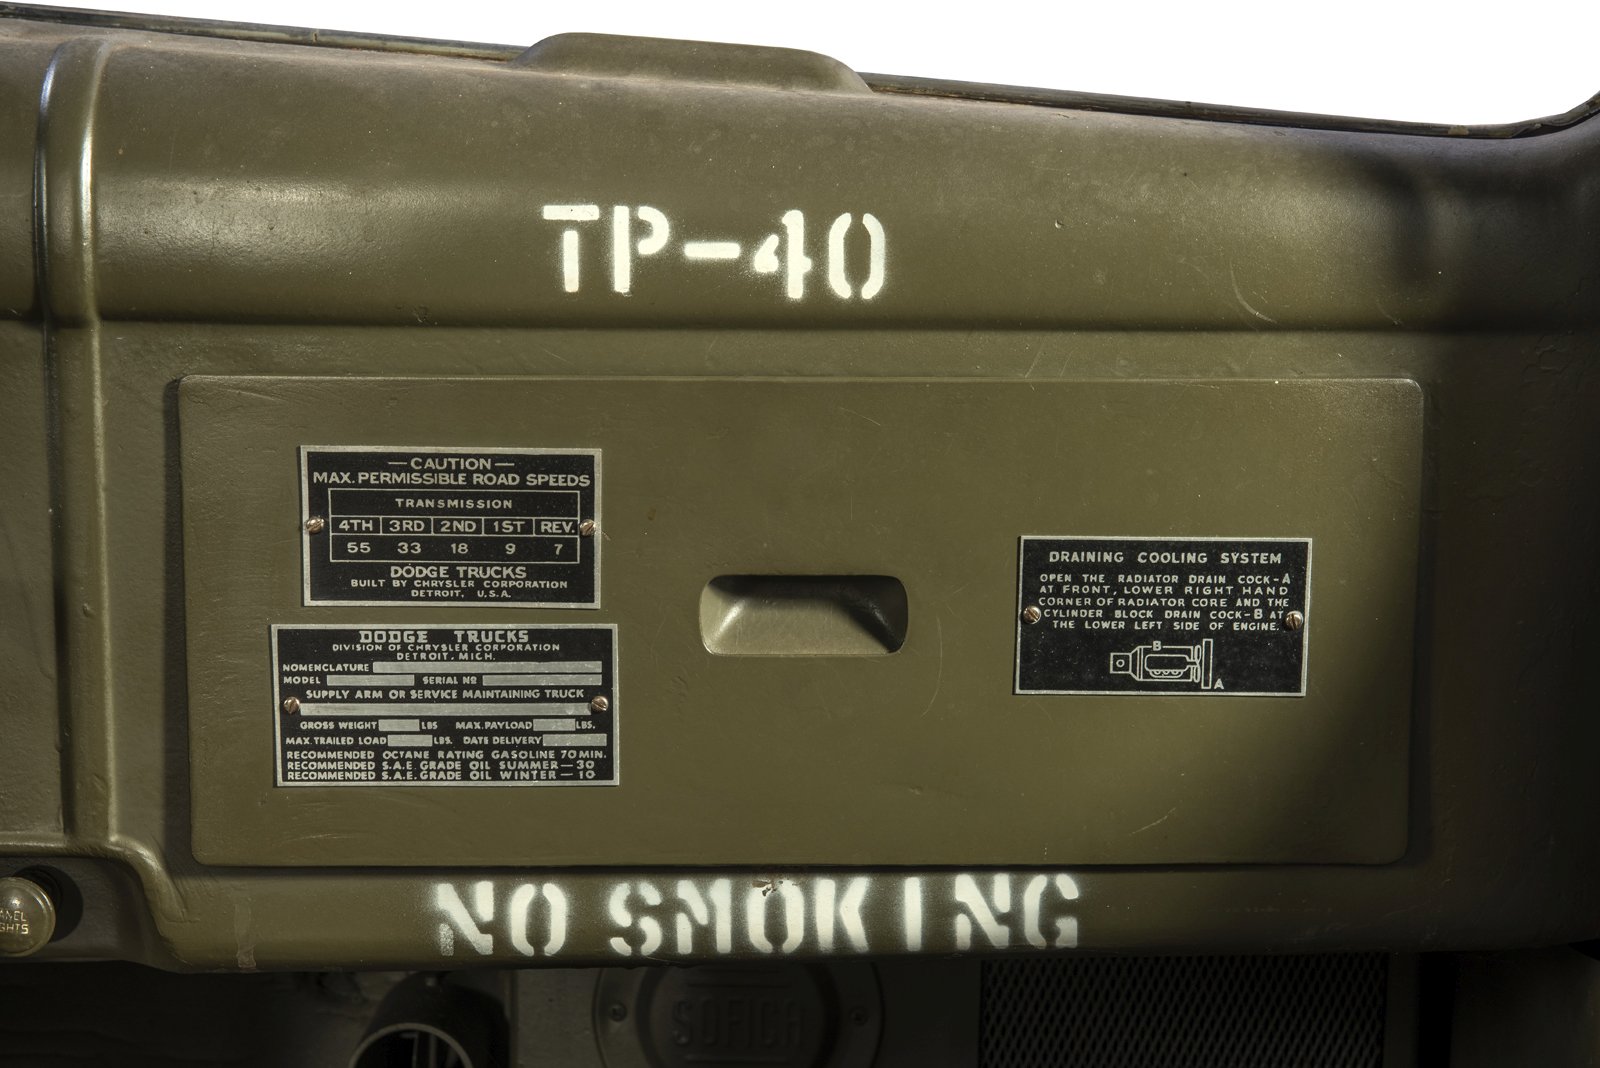 TP-40
— CAUTION —
MAX. PERMISSIBLE ROAD SPEEDS
TRANSMISSION
4TH 3RD 2ND 1ST REV.
55 33 18 9 7
DODGE TRUCKS
BUILT BY CHRYSLER CORPORATION
DETROIT, U.S.A.
DODGE TRUCKS
DIVISION OF CHRYSLER CORPORATION
DETROIT, MICH.
NOMENCLATURE
MODEL SERIAL Nº
SUPPLY ARM OR SERVICE MAINTAINING TRUCK
GROSS WEIGHT LBS MAX. PAYLOAD LBS.
MAX. TRAILED LOAD LBS. DATE DELIVERY
RECOMMENDED OCTANE RATING GASOLINE 70 MIN.
RECOMMENDED S.A.E. GRADE OIL SUMMER—30
RECOMMENDED S.A.E. GRADE OIL WINTER—10
DRAINING COOLING SYSTEM
OPEN THE RADIATOR DRAIN COCK-A
AT FRONT, LOWER RIGHT HAND
CORNER OF RADIATOR CORE AND THE
CYLINDER BLOCK DRAIN COCK-B AT
THE LOWER LEFT SIDE OF ENGINE.
B
A
NO SMOKING
SOFICA